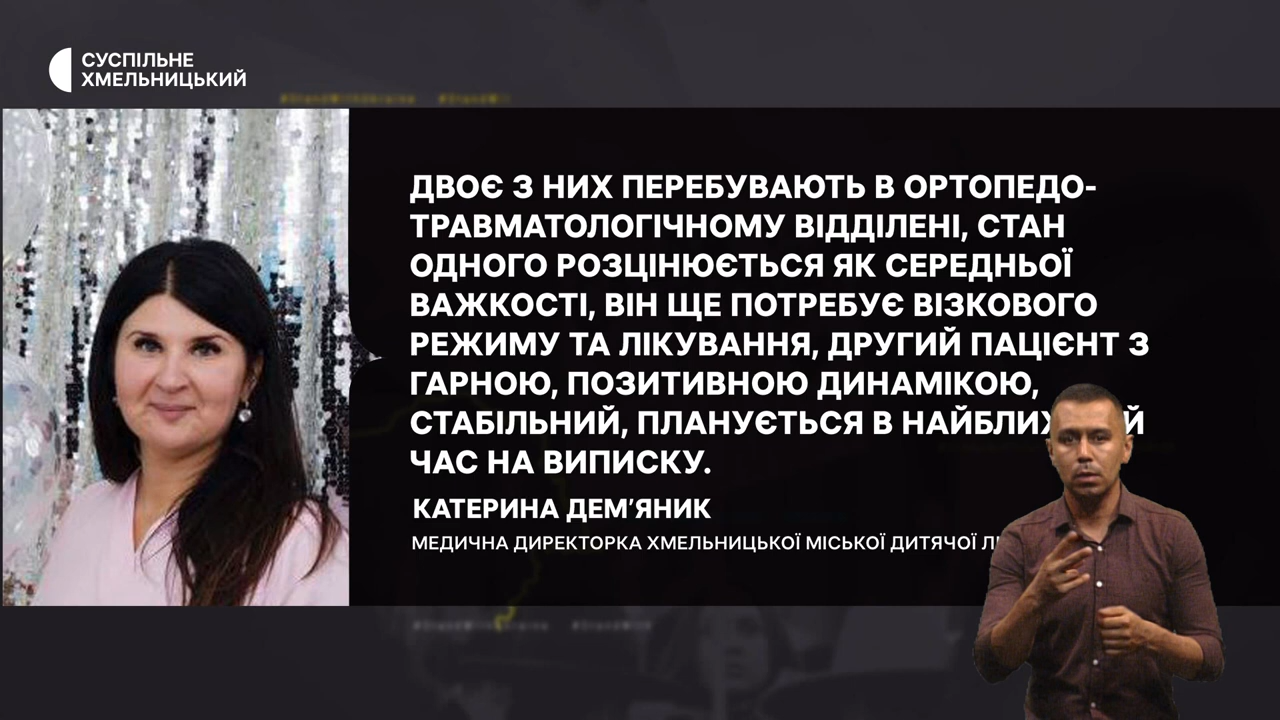 СУСПІЛЬНЕ
ХМЕЛЬНИЦЬКИЙ
ДВОЄ З НИХ ПЕРЕБУВАЮТЬ В ОРТОПЕДО-
ТРАВМАТОЛОГІЧНОМУ ВІДДІЛЕНІ, СТАН
ОДНОГО РОЗЦІНЮЄТЬСЯ ЯК СЕРЕДНЬОЇ
ВАЖКОСТІ, ВІН ЩЕ ПОТРЕБУЄ ВІЗКОВОГО
РЕЖИМУ ТА ЛІКУВАННЯ, ДРУГИЙ ПАЦІЄНТ З
ГАРНОЮ, ПОЗИТИВНОЮ ДИНАМІКОЮ,
СТАБІЛЬНИЙ, ПЛАНУЄТЬСЯ В
ЧАС НА ВИПИСКУ.
КАТЕРИНА ДЕМ'ЯНИК
МЕДИЧНА ДИРЕКТОРКА ХМЕЛЬНИЦЬКОЇ МІСЬКОЇ ДИТЯЧОЇ